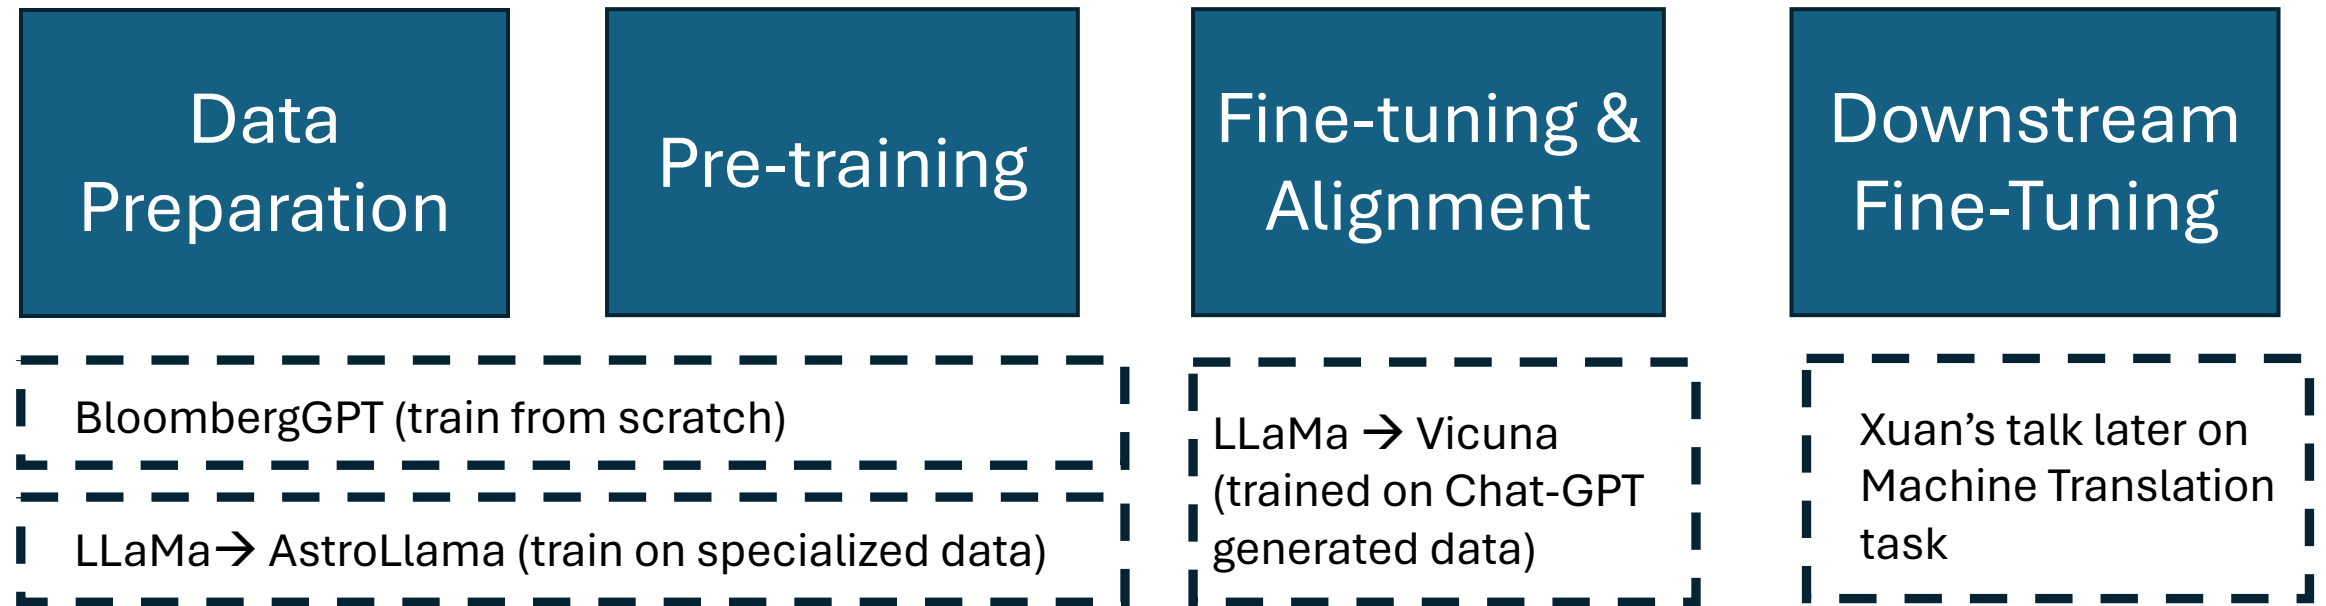 Data
Preparation
Pre-training
Fine-tuning &
Alignment
Downstream
Fine-Tuning
BloombergGPT (train from scratch)
LLaMa→ AstroLlama (train on specialized data)
LLaMa → Vicuna
(trained on Chat-GPT
generated data)
Xuan’s talk later on
Machine Translation
task